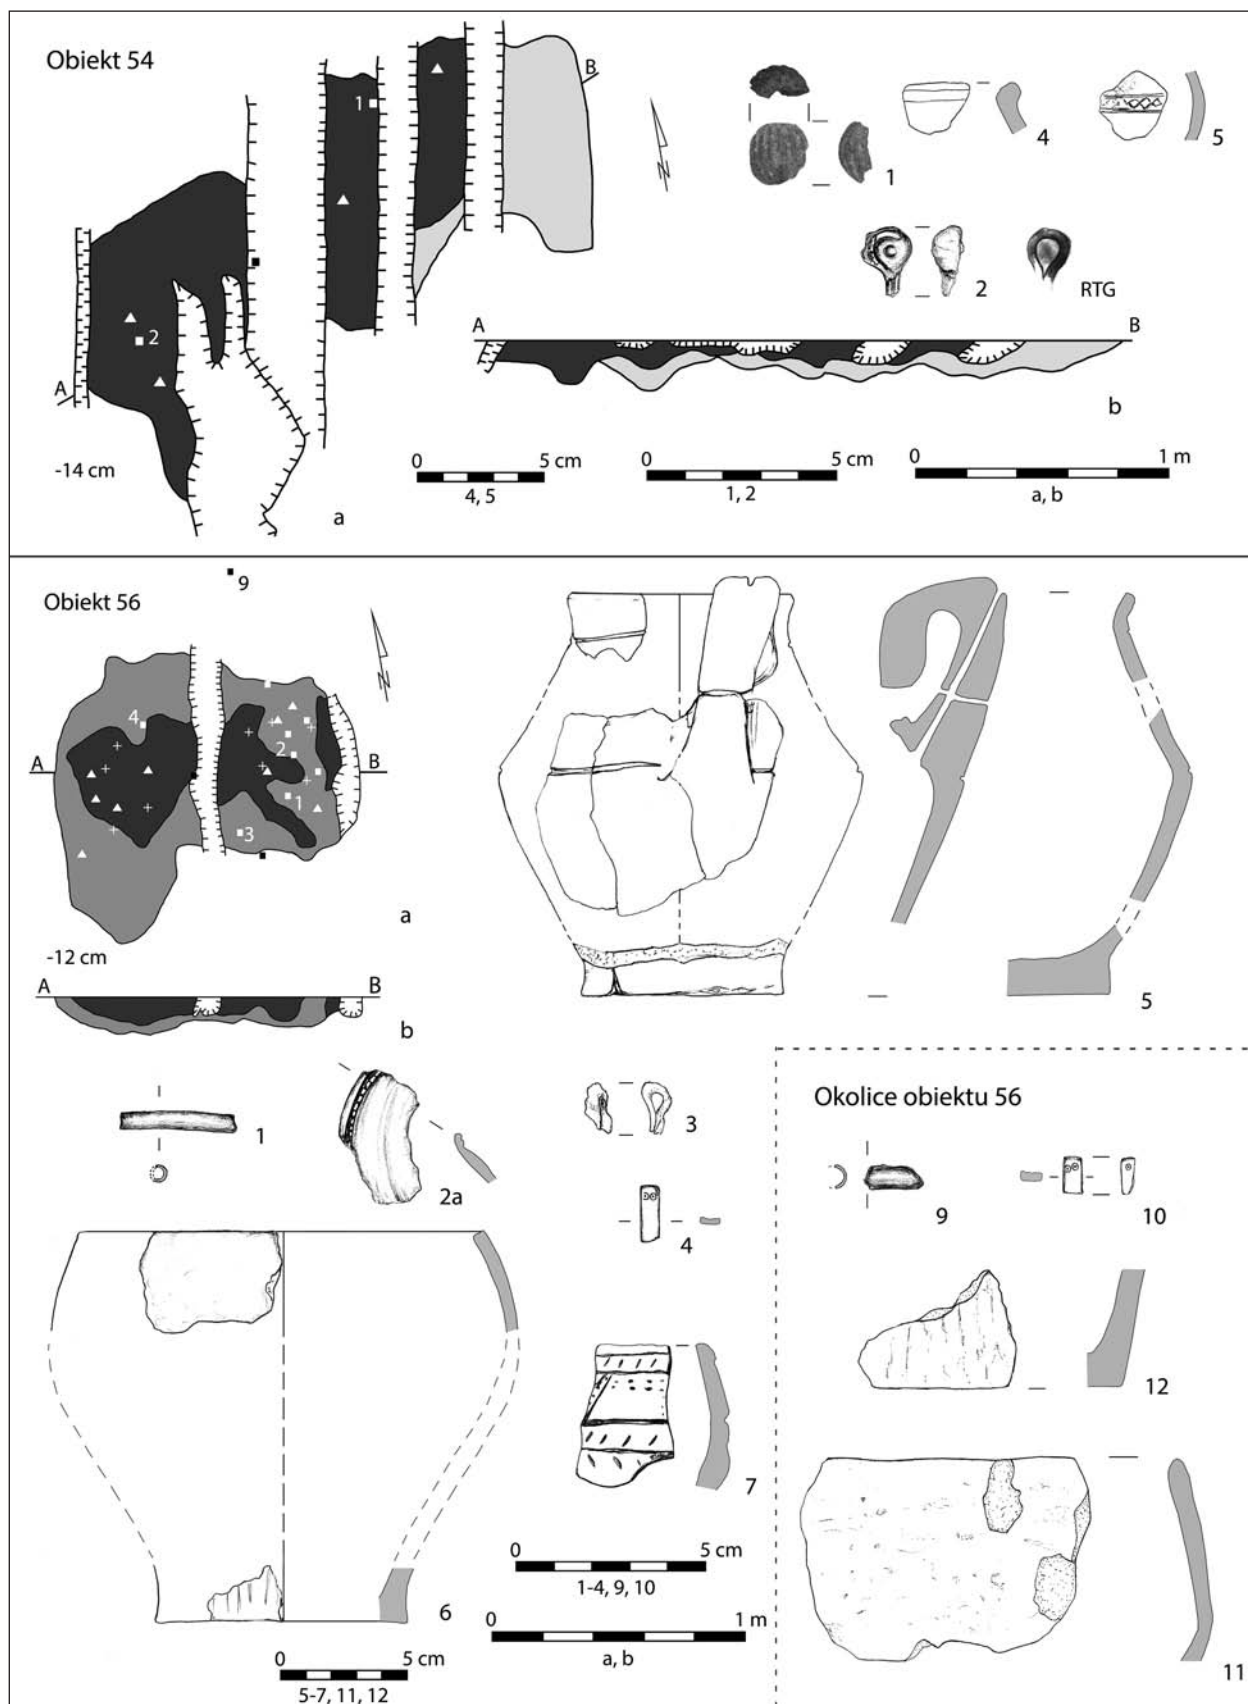 Obiekt 54
1
B
N
1
4
5
2
RTG
2
A
B
A
b
-14 cm
a
0 5 cm
4, 5
0 5 cm
1, 2
0 1 m
a, b
9
Obiekt 56
N
4
2
A
B
1
3
a
-12 cm
A
B
b
5
1
2a
3
4
Okolice obiektu 56
9
10
12
7
0 5 cm
1-4, 9, 10
6
0 1 m
a, b
0 5 cm
5-7, 11, 12
11